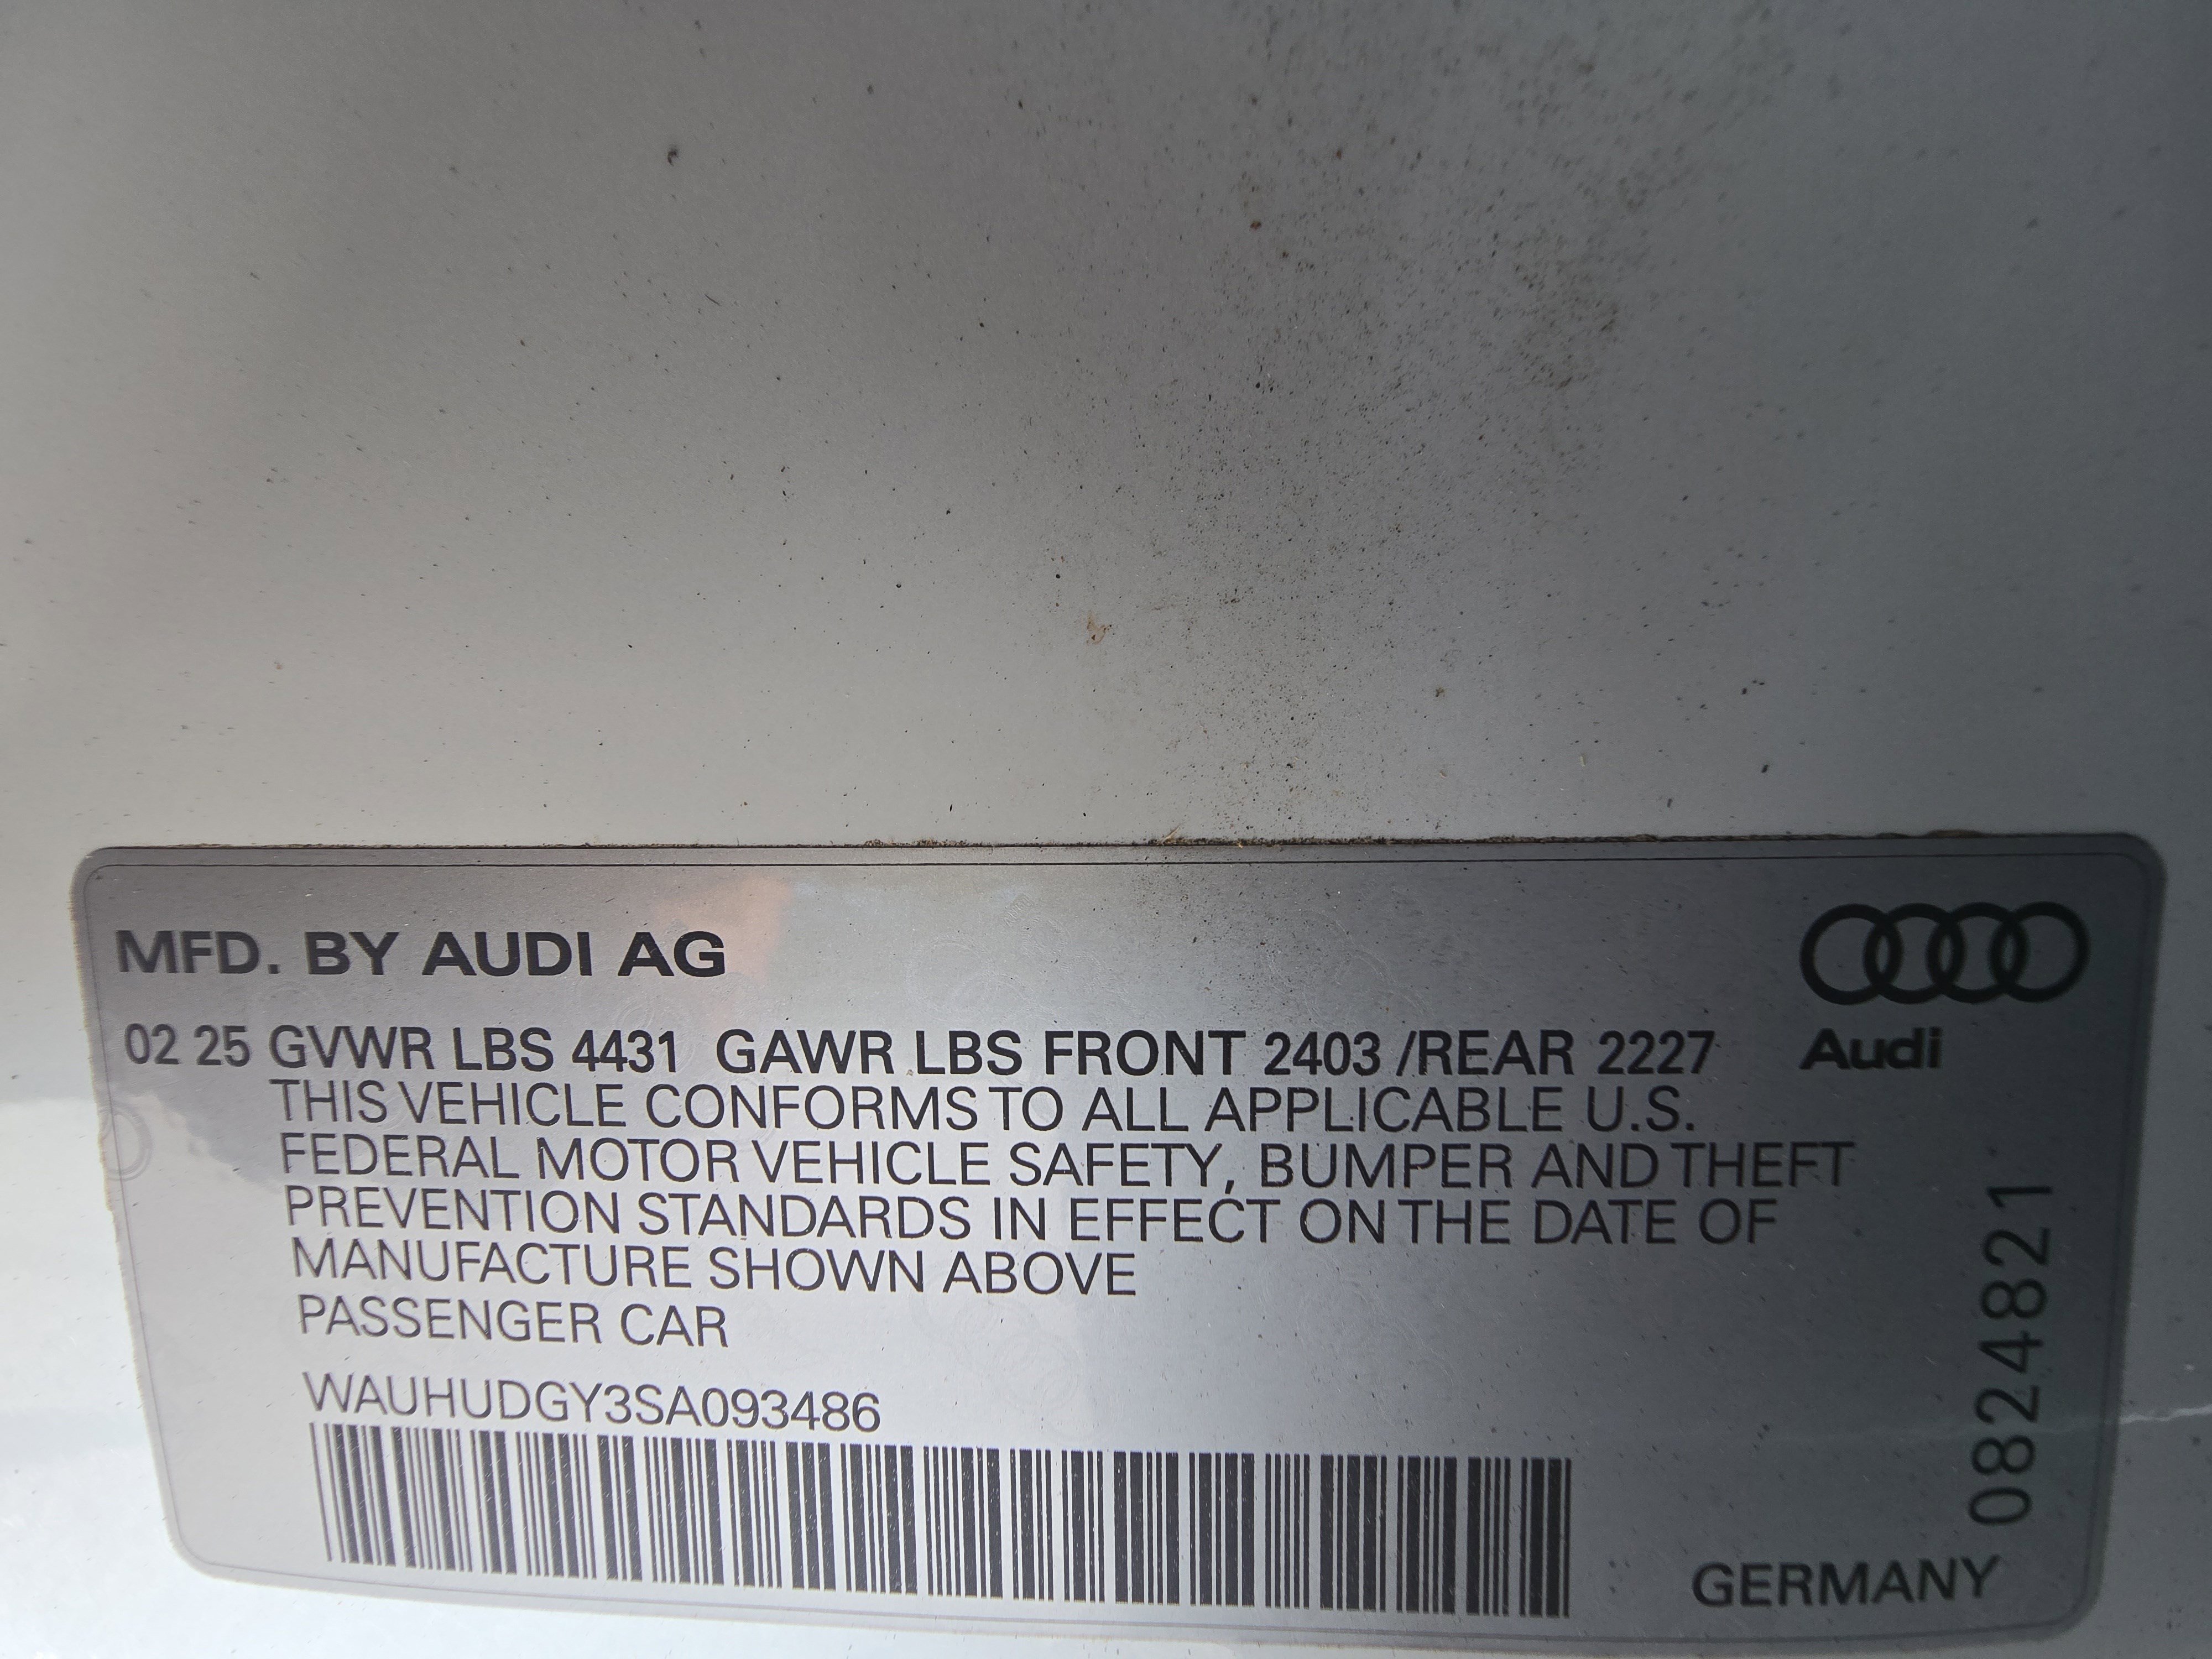 MFD. BY AUDI AG
02 25 GVWR LBS 4431 GAWR LBS FRONT 2403 /REAR 2227
Audi
THIS VEHICLE CONFORMS TO ALL APPLICABLE U.S.
FEDERAL MOTOR VEHICLE SAFETY, BUMPER AND THEFT
PREVENTION STANDARDS IN EFFECT ON THE DATE OF
MANUFACTURE SHOWN ABOVE
PASSENGER CAR
WAUHUDGY3SA093486
0824821
GERMANY